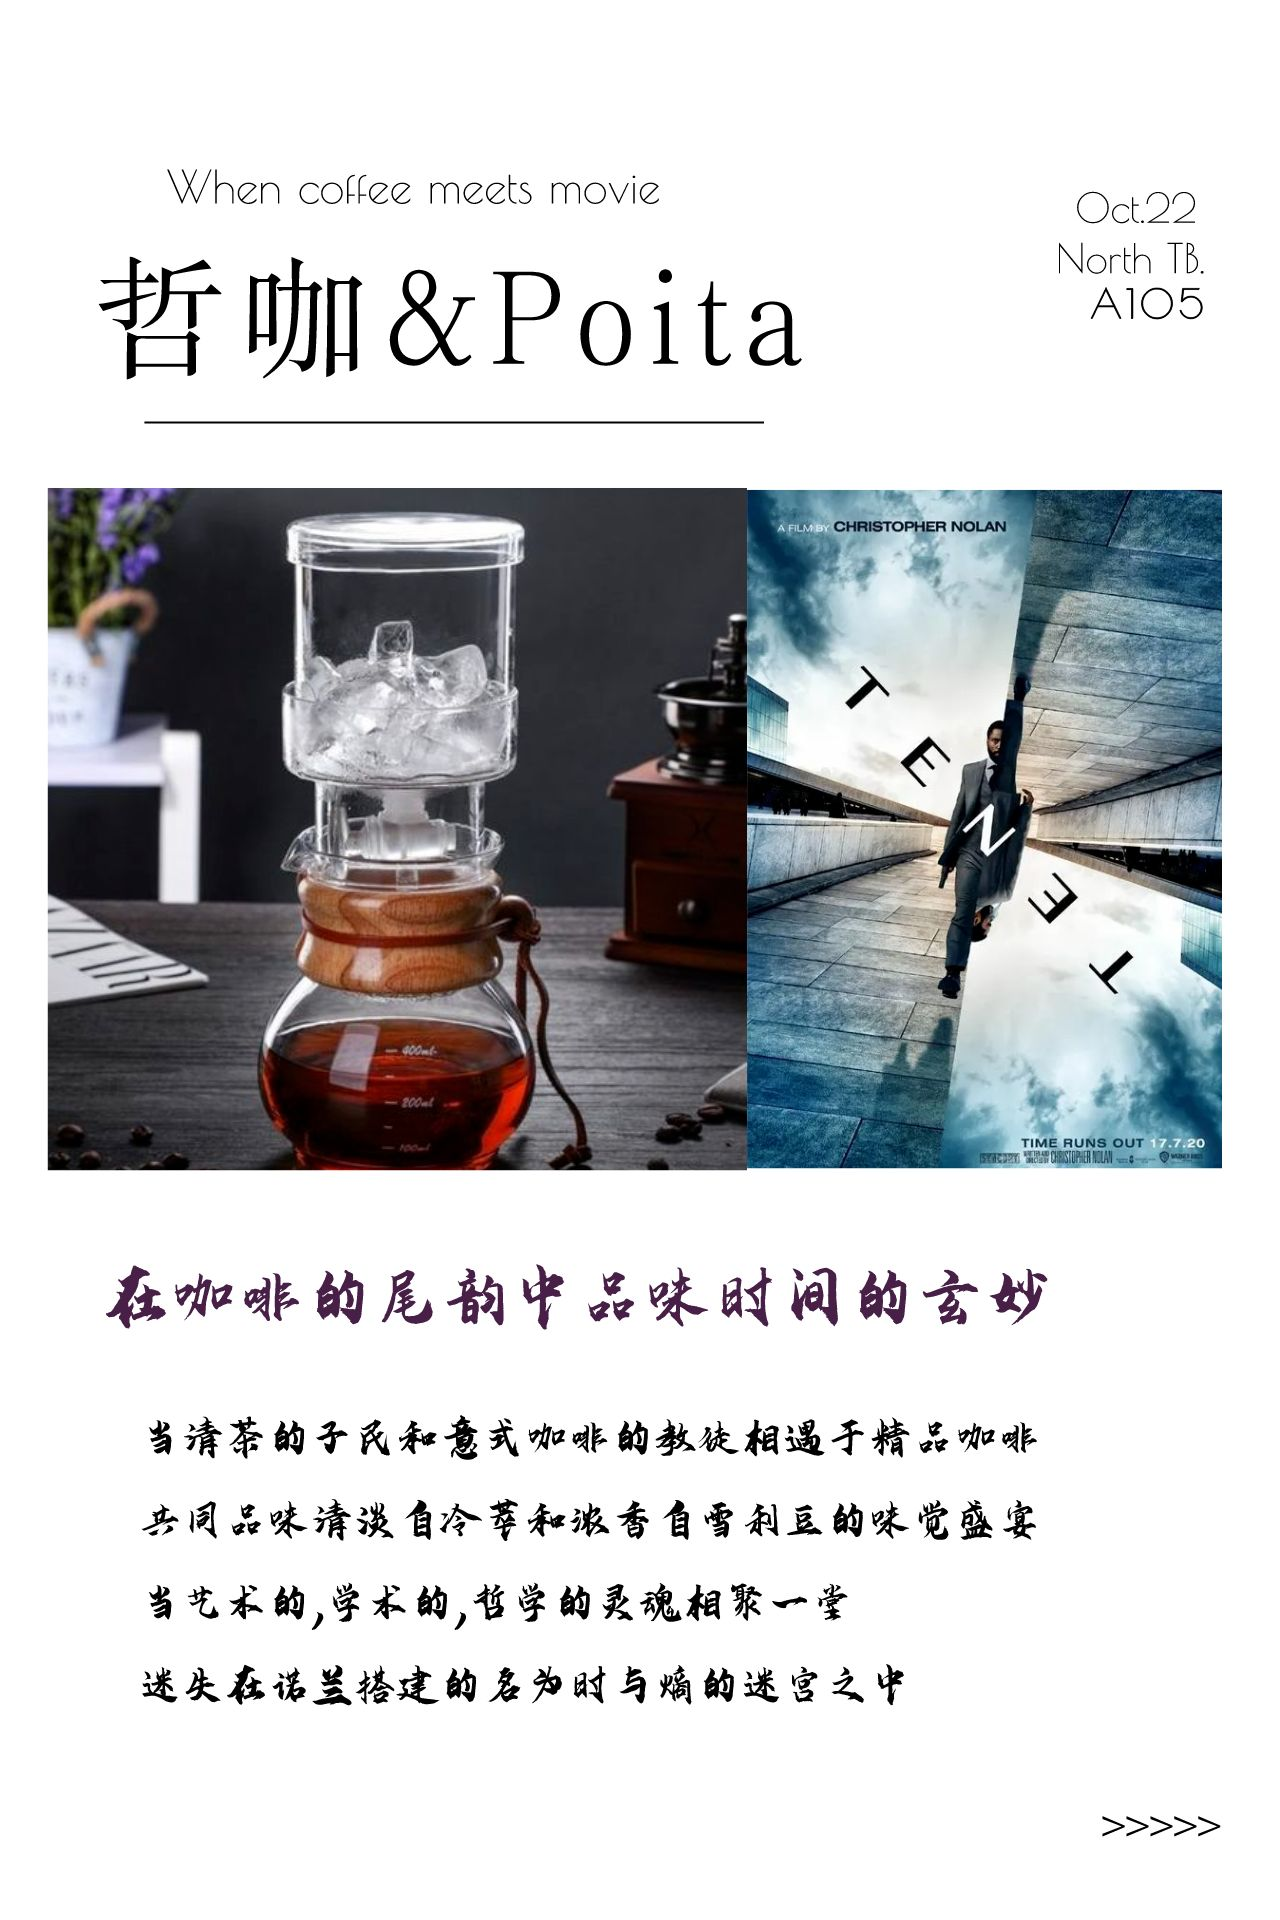 When coffee meets movie
Oct.22
North TB.
A105
哲咖&Poita
A FILM BY CHRISTOPHER NOLAN
TENET
400ml
200ml
100ml
TIME RUNS OUT 17.7.20
CHRISTOPHER NOLAN
在咖啡的尾韵中品味时间的玄妙
当清茶的子民和意式咖啡的教徒相遇于精品咖啡
共同品味清淡自冷萃和浓香自雪利豆的味觉盛宴
当艺术的,学术的,哲学的灵魂相聚一堂
迷失在诺兰搭建的名为时与熵的迷宫之中
>>>>>